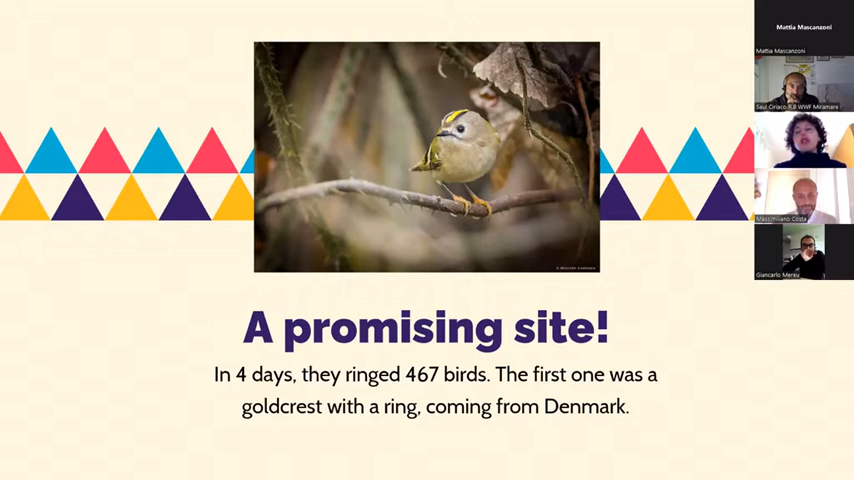 Mattia Mascanzoni
Mattia Mascanzoni
Saul Ciriaco RJB WWF Miramare
Massimiliano Costa
Giancarlo Mereu
A promising site!
In 4 days, they ringed 467 birds. The first one was a
goldcrest with a ring, coming from Denmark.